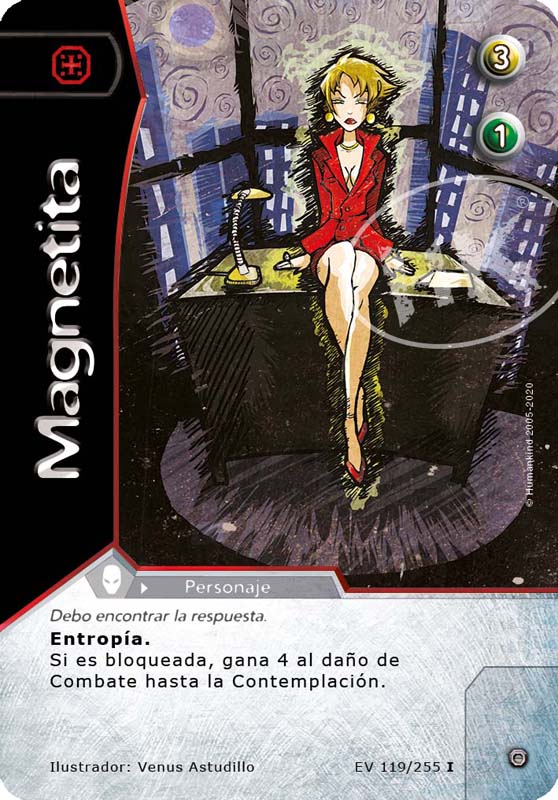 3
1
Magnetita
® 
© Humankind 2005-2020
Personaje
Debo encontrar la respuesta.
Entropía.
Si es bloqueada, gana 4 al daño de
Combate hasta la Contemplación.
Ilustrador: Venus Astudillo
EV 119/255 I